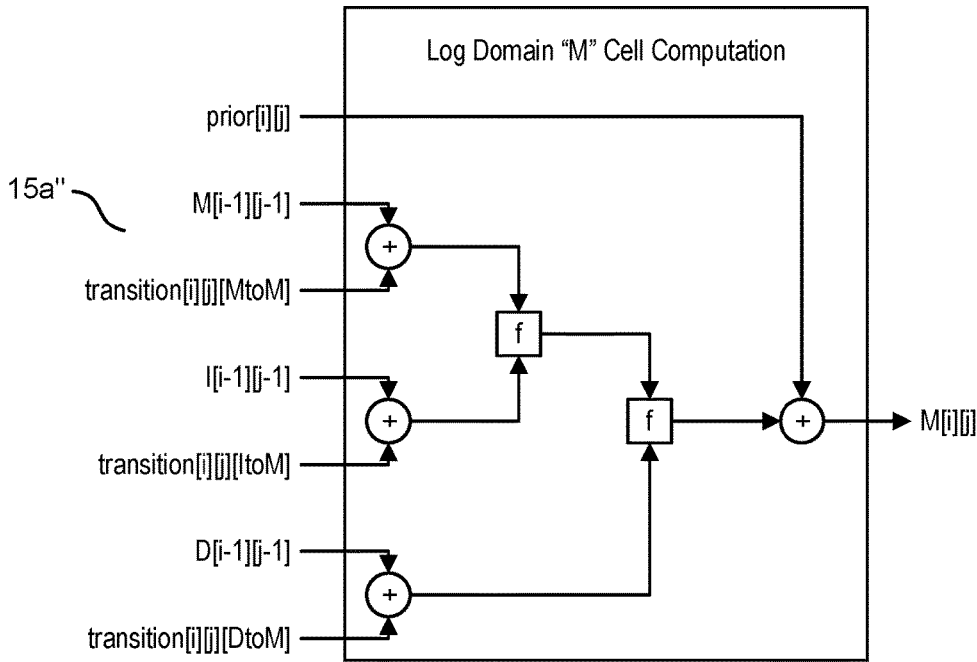 Log Domain “M” Cell Computation
prior[i][j]
15a"
M[i-1][j-1]
+
transition[i][j][MtoM]
f
I[i-1][j-1]
+
f
+
M[i][j]
transition[i][j][ItoM]
D[i-1][j-1]
+
transition[i][j][DtoM]